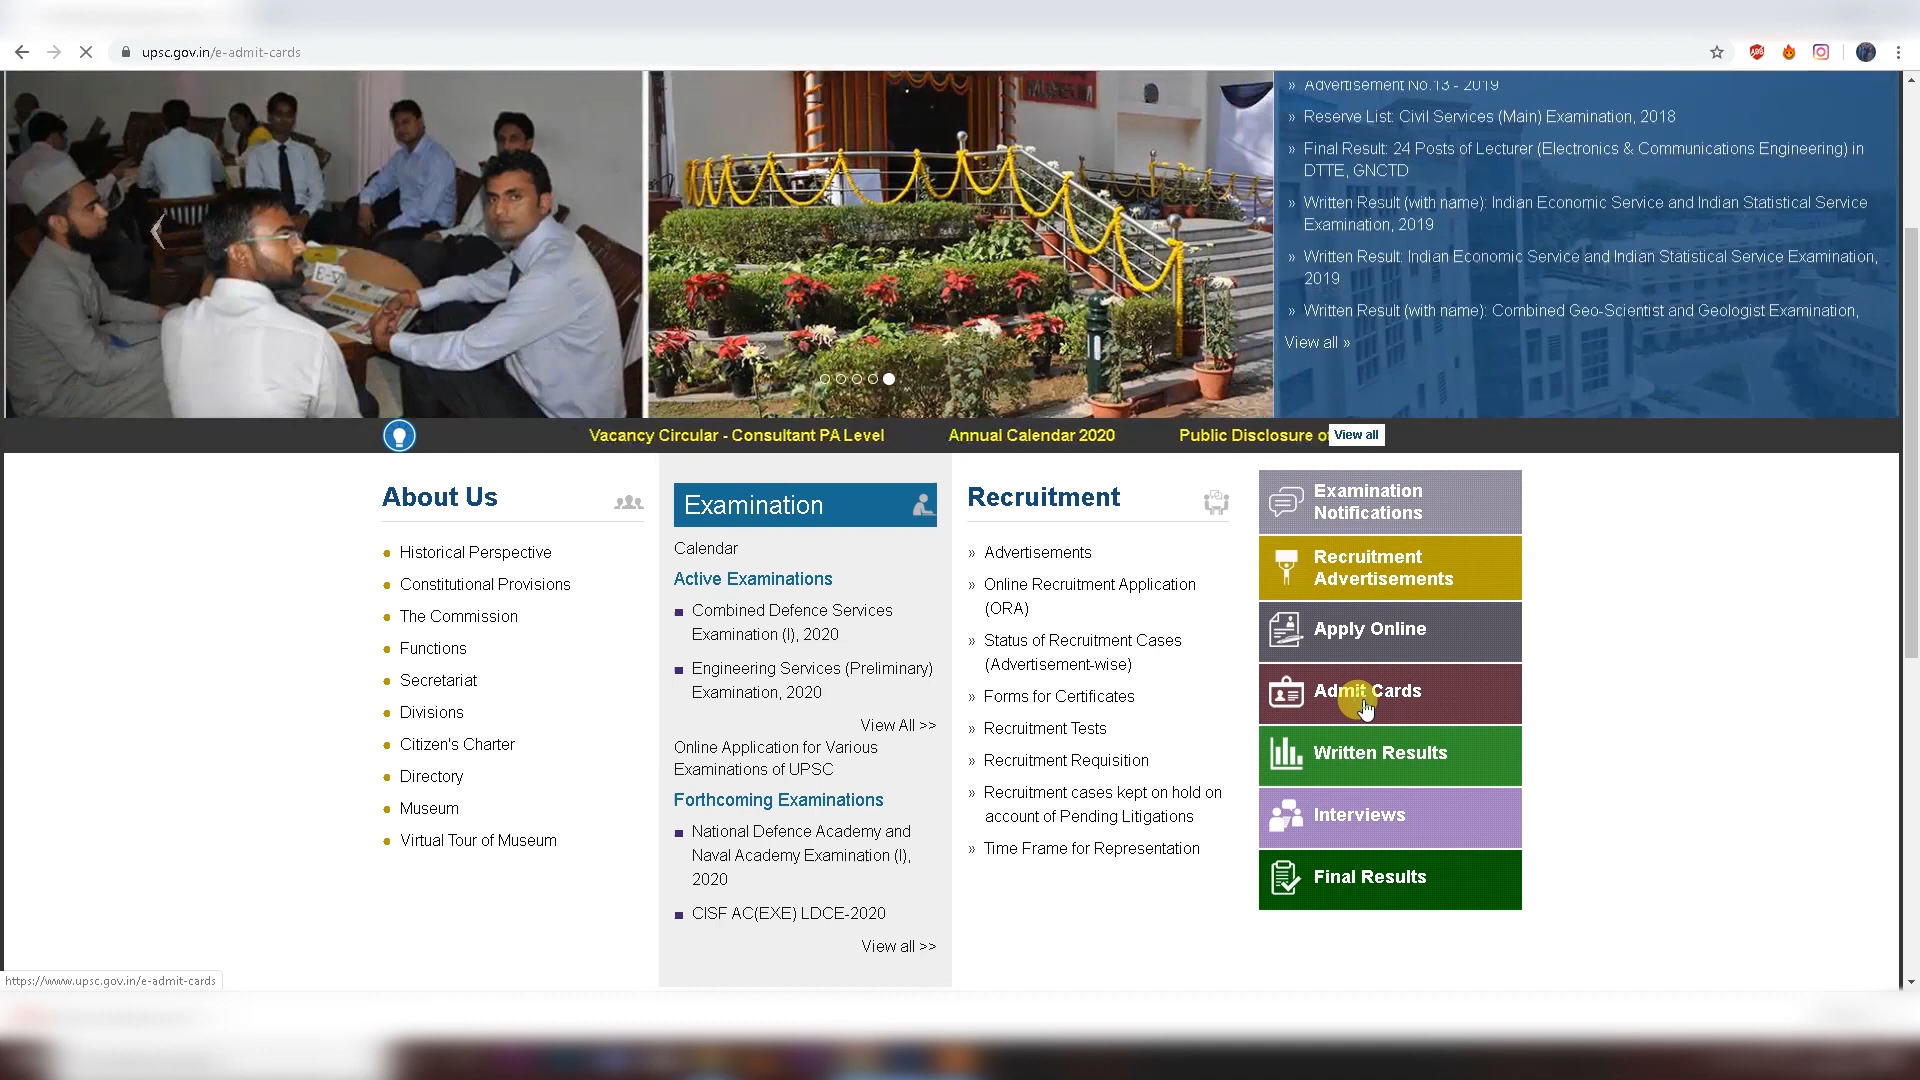 upsc.gov.in/e-admit-cards
Advertisement No.13 - 2019
Reserve List: Civil Services (Main) Examination, 2018
Final Result: 24 Posts of Lecturer (Electronics & Communications Engineering) in
DTTE, GNCTD
Written Result (with name): Indian Economic Service and Indian Statistical Service
Examination, 2019
Written Result: Indian Economic Service and Indian Statistical Service Examination,
2019
Written Result (with name): Combined Geo-Scientist and Geologist Examination,
View all »
Vacancy Circular - Consultant PA Level
Annual Calendar 2020
Public Disclosure of
View all
About Us
Historical Perspective
Constitutional Provisions
The Commission
Functions
Secretariat
Divisions
Citizen's Charter
Directory
Museum
Virtual Tour of Museum
Examination
Calendar
Active Examinations
Combined Defence Services
Examination (I), 2020
Engineering Services (Preliminary)
Examination, 2020
View All >>
Online Application for Various
Examinations of UPSC
Forthcoming Examinations
National Defence Academy and
Naval Academy Examination (I),
2020
CISF AC(EXE) LDCE-2020
View all >>
Recruitment
Advertisements
Online Recruitment Application
(ORA)
Status of Recruitment Cases
(Advertisement-wise)
Forms for Certificates
Recruitment Tests
Recruitment Requisition
Recruitment cases kept on hold on
account of Pending Litigations
Time Frame for Representation
Examination
Notifications
Recruitment
Advertisements
Apply Online
Admit Cards
Written Results
Interviews
Final Results
https://www.upsc.gov.in/e-admit-cards